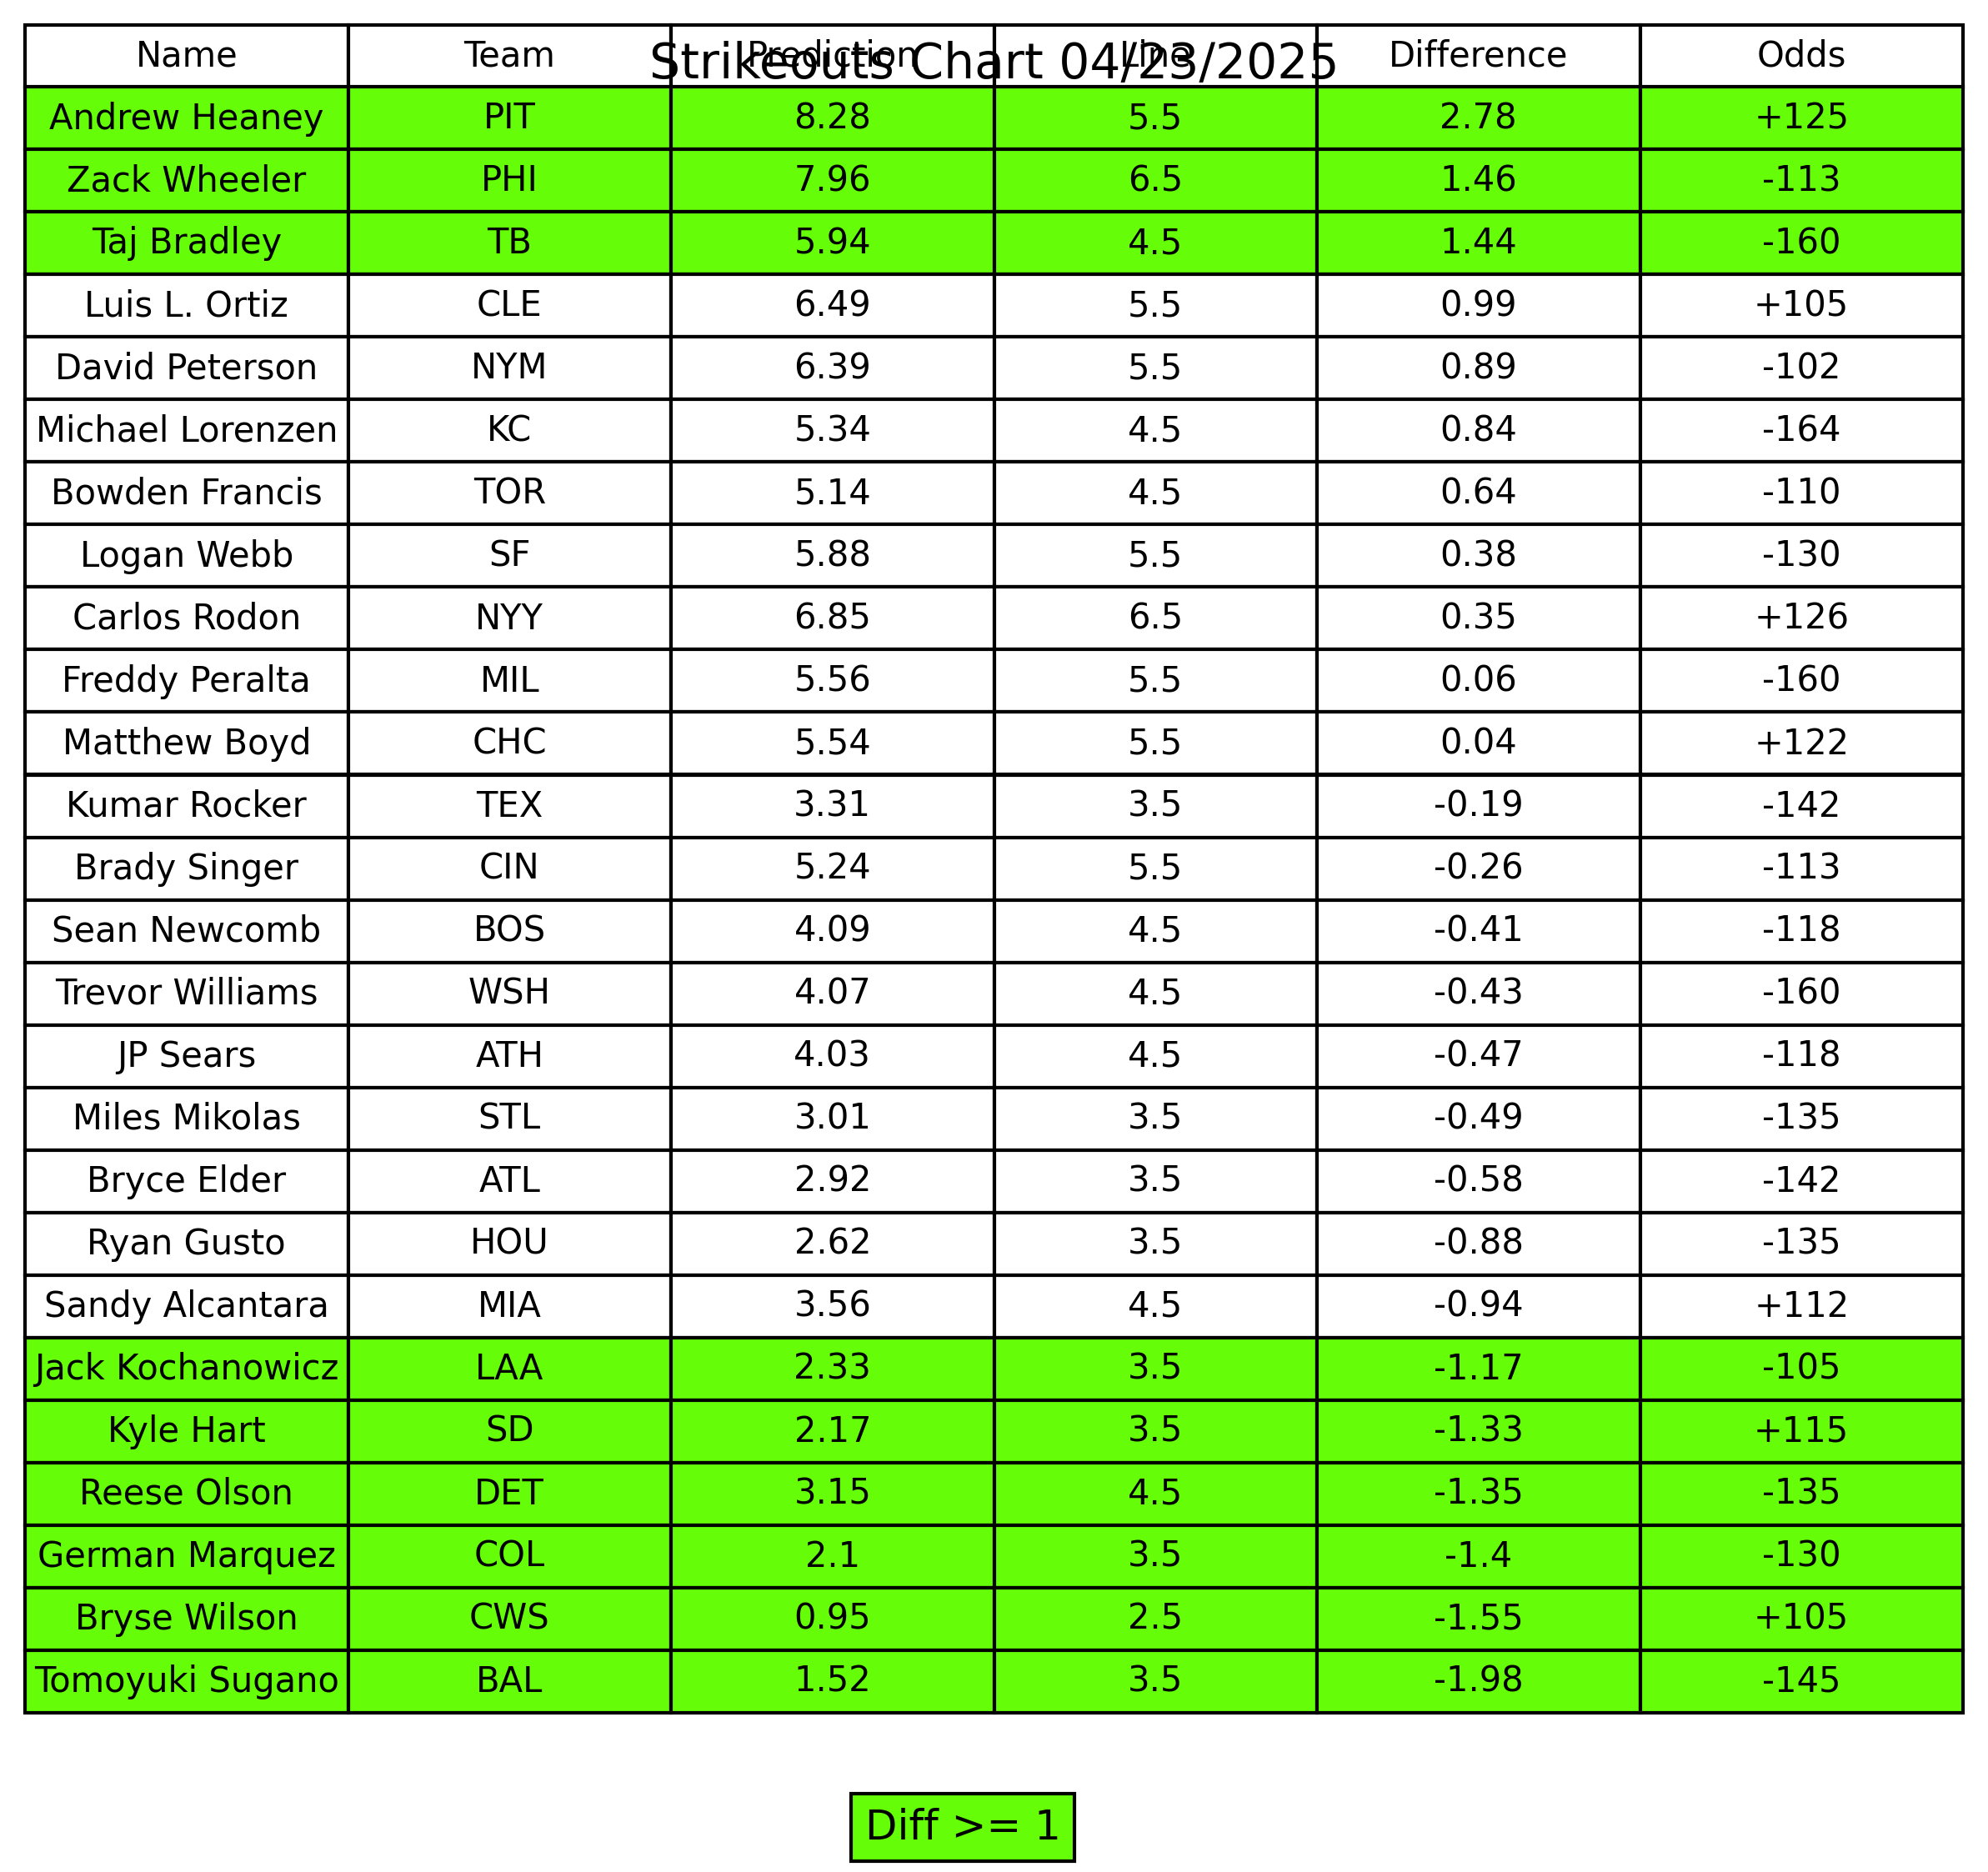 Strikeouts Chart 04/23/2025
Name Team Prediction Line Difference Odds
Andrew Heaney PIT 8.28 5.5 2.78 +125
Zack Wheeler PHI 7.96 6.5 1.46 -113
Taj Bradley TB 5.94 4.5 1.44 -160
Luis L. Ortiz CLE 6.49 5.5 0.99 +105
David Peterson NYM 6.39 5.5 0.89 -102
Michael Lorenzen KC 5.34 4.5 0.84 -164
Bowden Francis TOR 5.14 4.5 0.64 -110
Logan Webb SF 5.88 5.5 0.38 -130
Carlos Rodon NYY 6.85 6.5 0.35 +126
Freddy Peralta MIL 5.56 5.5 0.06 -160
Matthew Boyd CHC 5.54 5.5 0.04 +122
Kumar Rocker TEX 3.31 3.5 -0.19 -142
Brady Singer CIN 5.24 5.5 -0.26 -113
Sean Newcomb BOS 4.09 4.5 -0.41 -118
Trevor Williams WSH 4.07 4.5 -0.43 -160
JP Sears ATH 4.03 4.5 -0.47 -118
Miles Mikolas STL 3.01 3.5 -0.49 -135
Bryce Elder ATL 2.92 3.5 -0.58 -142
Ryan Gusto HOU 2.62 3.5 -0.88 -135
Sandy Alcantara MIA 3.56 4.5 -0.94 +112
Jack Kochanowicz LAA 2.33 3.5 -1.17 -105
Kyle Hart SD 2.17 3.5 -1.33 +115
Reese Olson DET 3.15 4.5 -1.35 -135
German Marquez COL 2.1 3.5 -1.4 -130
Bryse Wilson CWS 0.95 2.5 -1.55 +105
Tomoyuki Sugano BAL 1.52 3.5 -1.98 -145
Diff >= 1